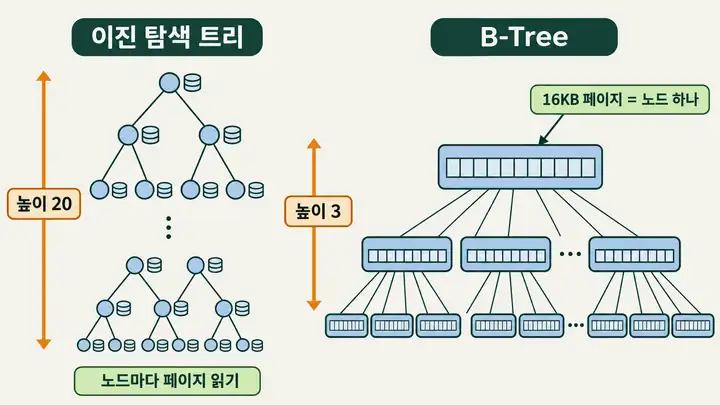 이진 탐색 트리
B-Tree
16KB 페이지 = 노드 하나
높이 20
높이 3
노드마다 페이지 읽기